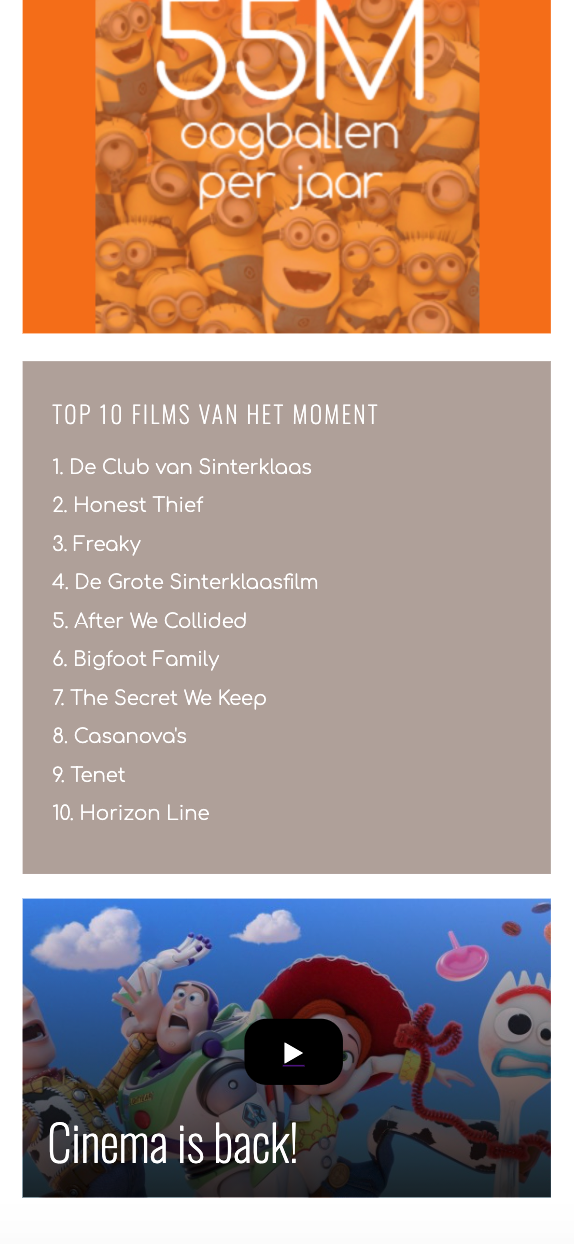 55M
oogballen
per jaar
TOP 10 FILMS VAN HET MOMENT
1. De Club van Sinterklaas
2. Honest Thief
3. Freaky
4. De Grote Sinterklaasfilm
5. After We Collided
6. Bigfoot Family
7. The Secret We Keep
8. Casanova's
9. Tenet
10. Horizon Line
Cinema is back!